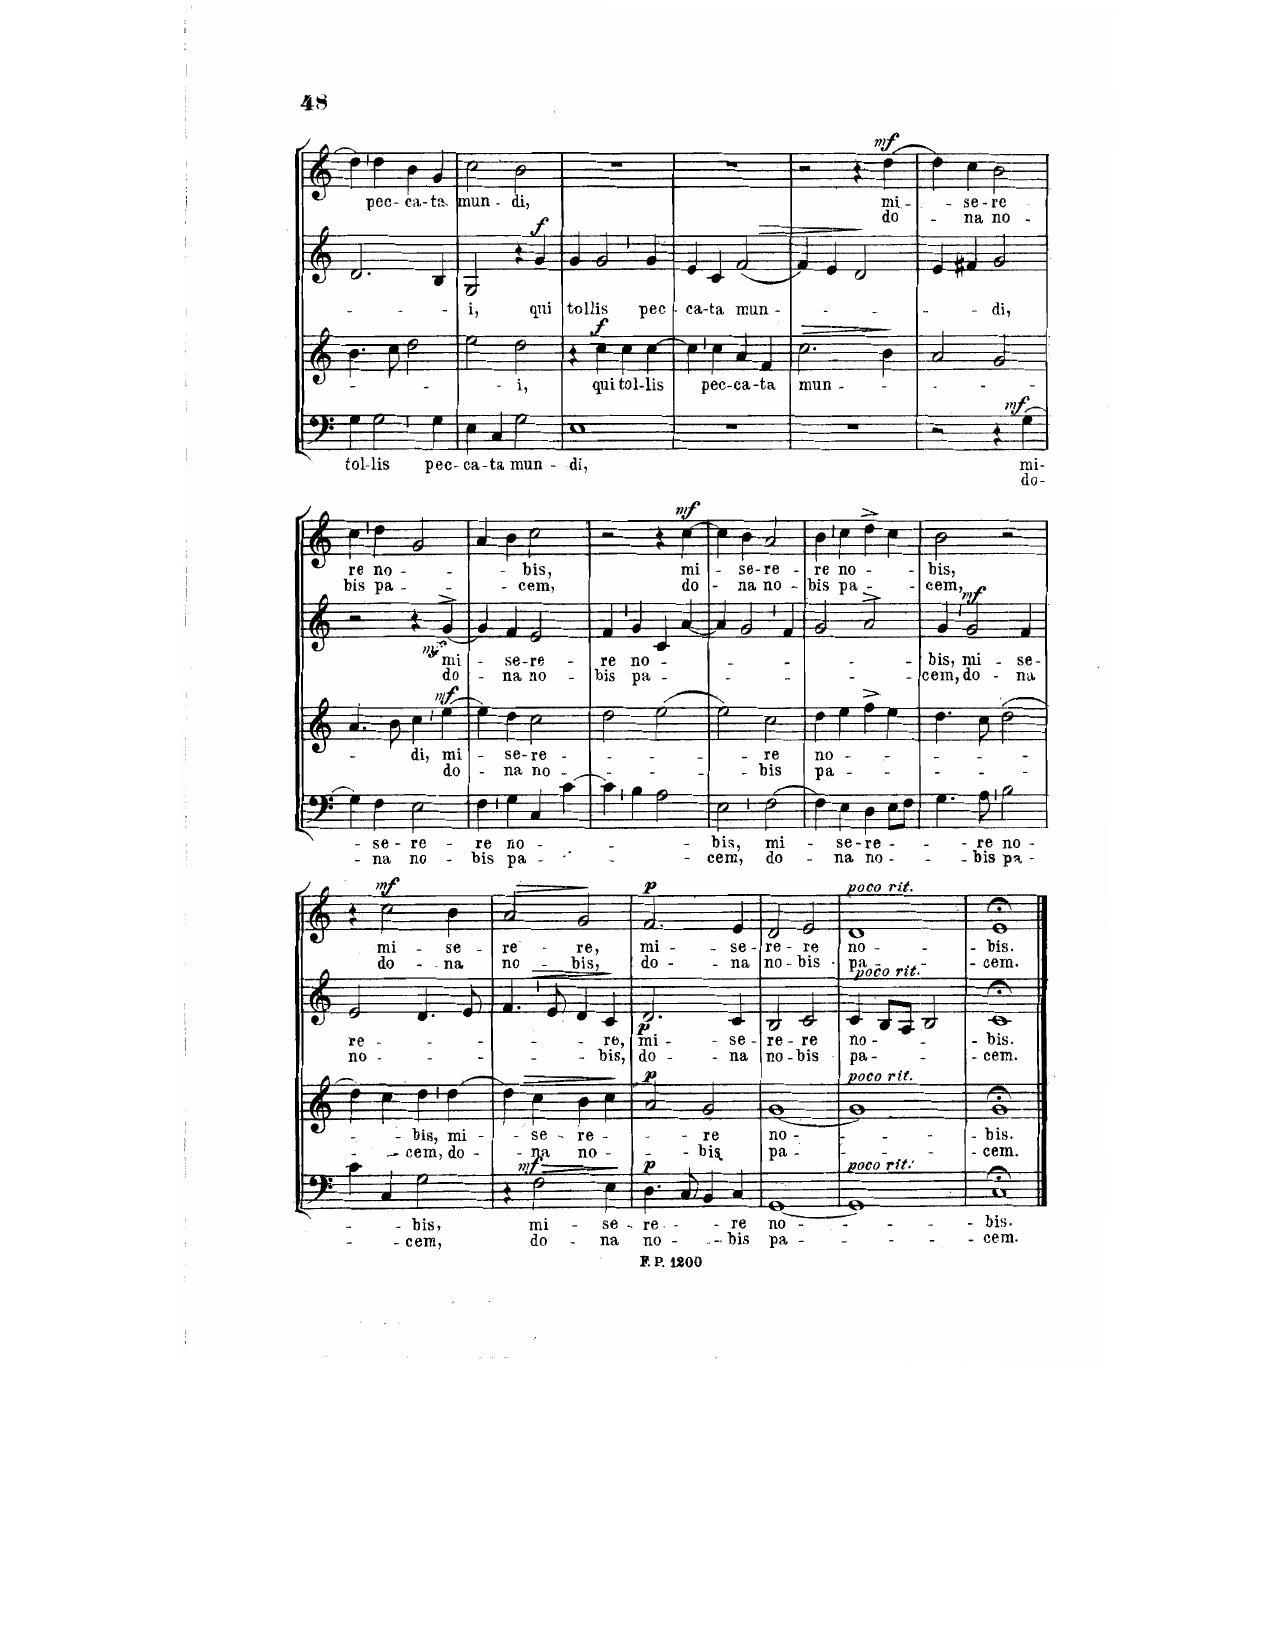 48
mf
pec - ca - ta mun - di, mi - - se - re
do - na no -
f
- - - i, qui tollis pec - ca - ta mun - - - - - - di,
f
- - - - i, qui tol - lis pec - ca - ta mun - - - - - -
mf
tol - lis pec - ca - ta mun - di, mi -
do -
mf
re no - - - - bis, mi - se - re - re no - - bis,
bis pa - - - - cem, do - na no - bis pa - - cem,
mf
mf mi - se - re - re no - - - - - - - bis, mi - se -
do - na no - bis pa - - - - - - - cem, do - na
mf
- - di, mi - se - re - - - - re no - - - - - -
do - na no - - - - bis pa - - - - - -
- se - re - re no - - - - bis, mi - se - re - - - re no -
- na no - bis pa - - - - cem, do - na no - - - bis pa -
mf p poco rit.
mi - se - re - re, mi - se - re - re no - - bis.
do - na no - bis, do - na no - bis pa - - cem.
poco rit.
re - - - - - - re, mi - se - re - re no - - - bis.
p
no - - - - - - bis, do - na no - bis pa - - - cem.
p poco rit.
- - bis, mi - - se - re - - - re no - - - - bis.
- - cem, do - - na no - - - bis pa - - - - cem.
mf p poco rit.
- - bis, mi - se - re - - re no - - - - bis.
- - cem, do - na no - - bis pa - - - - cem.
F. P. 1200